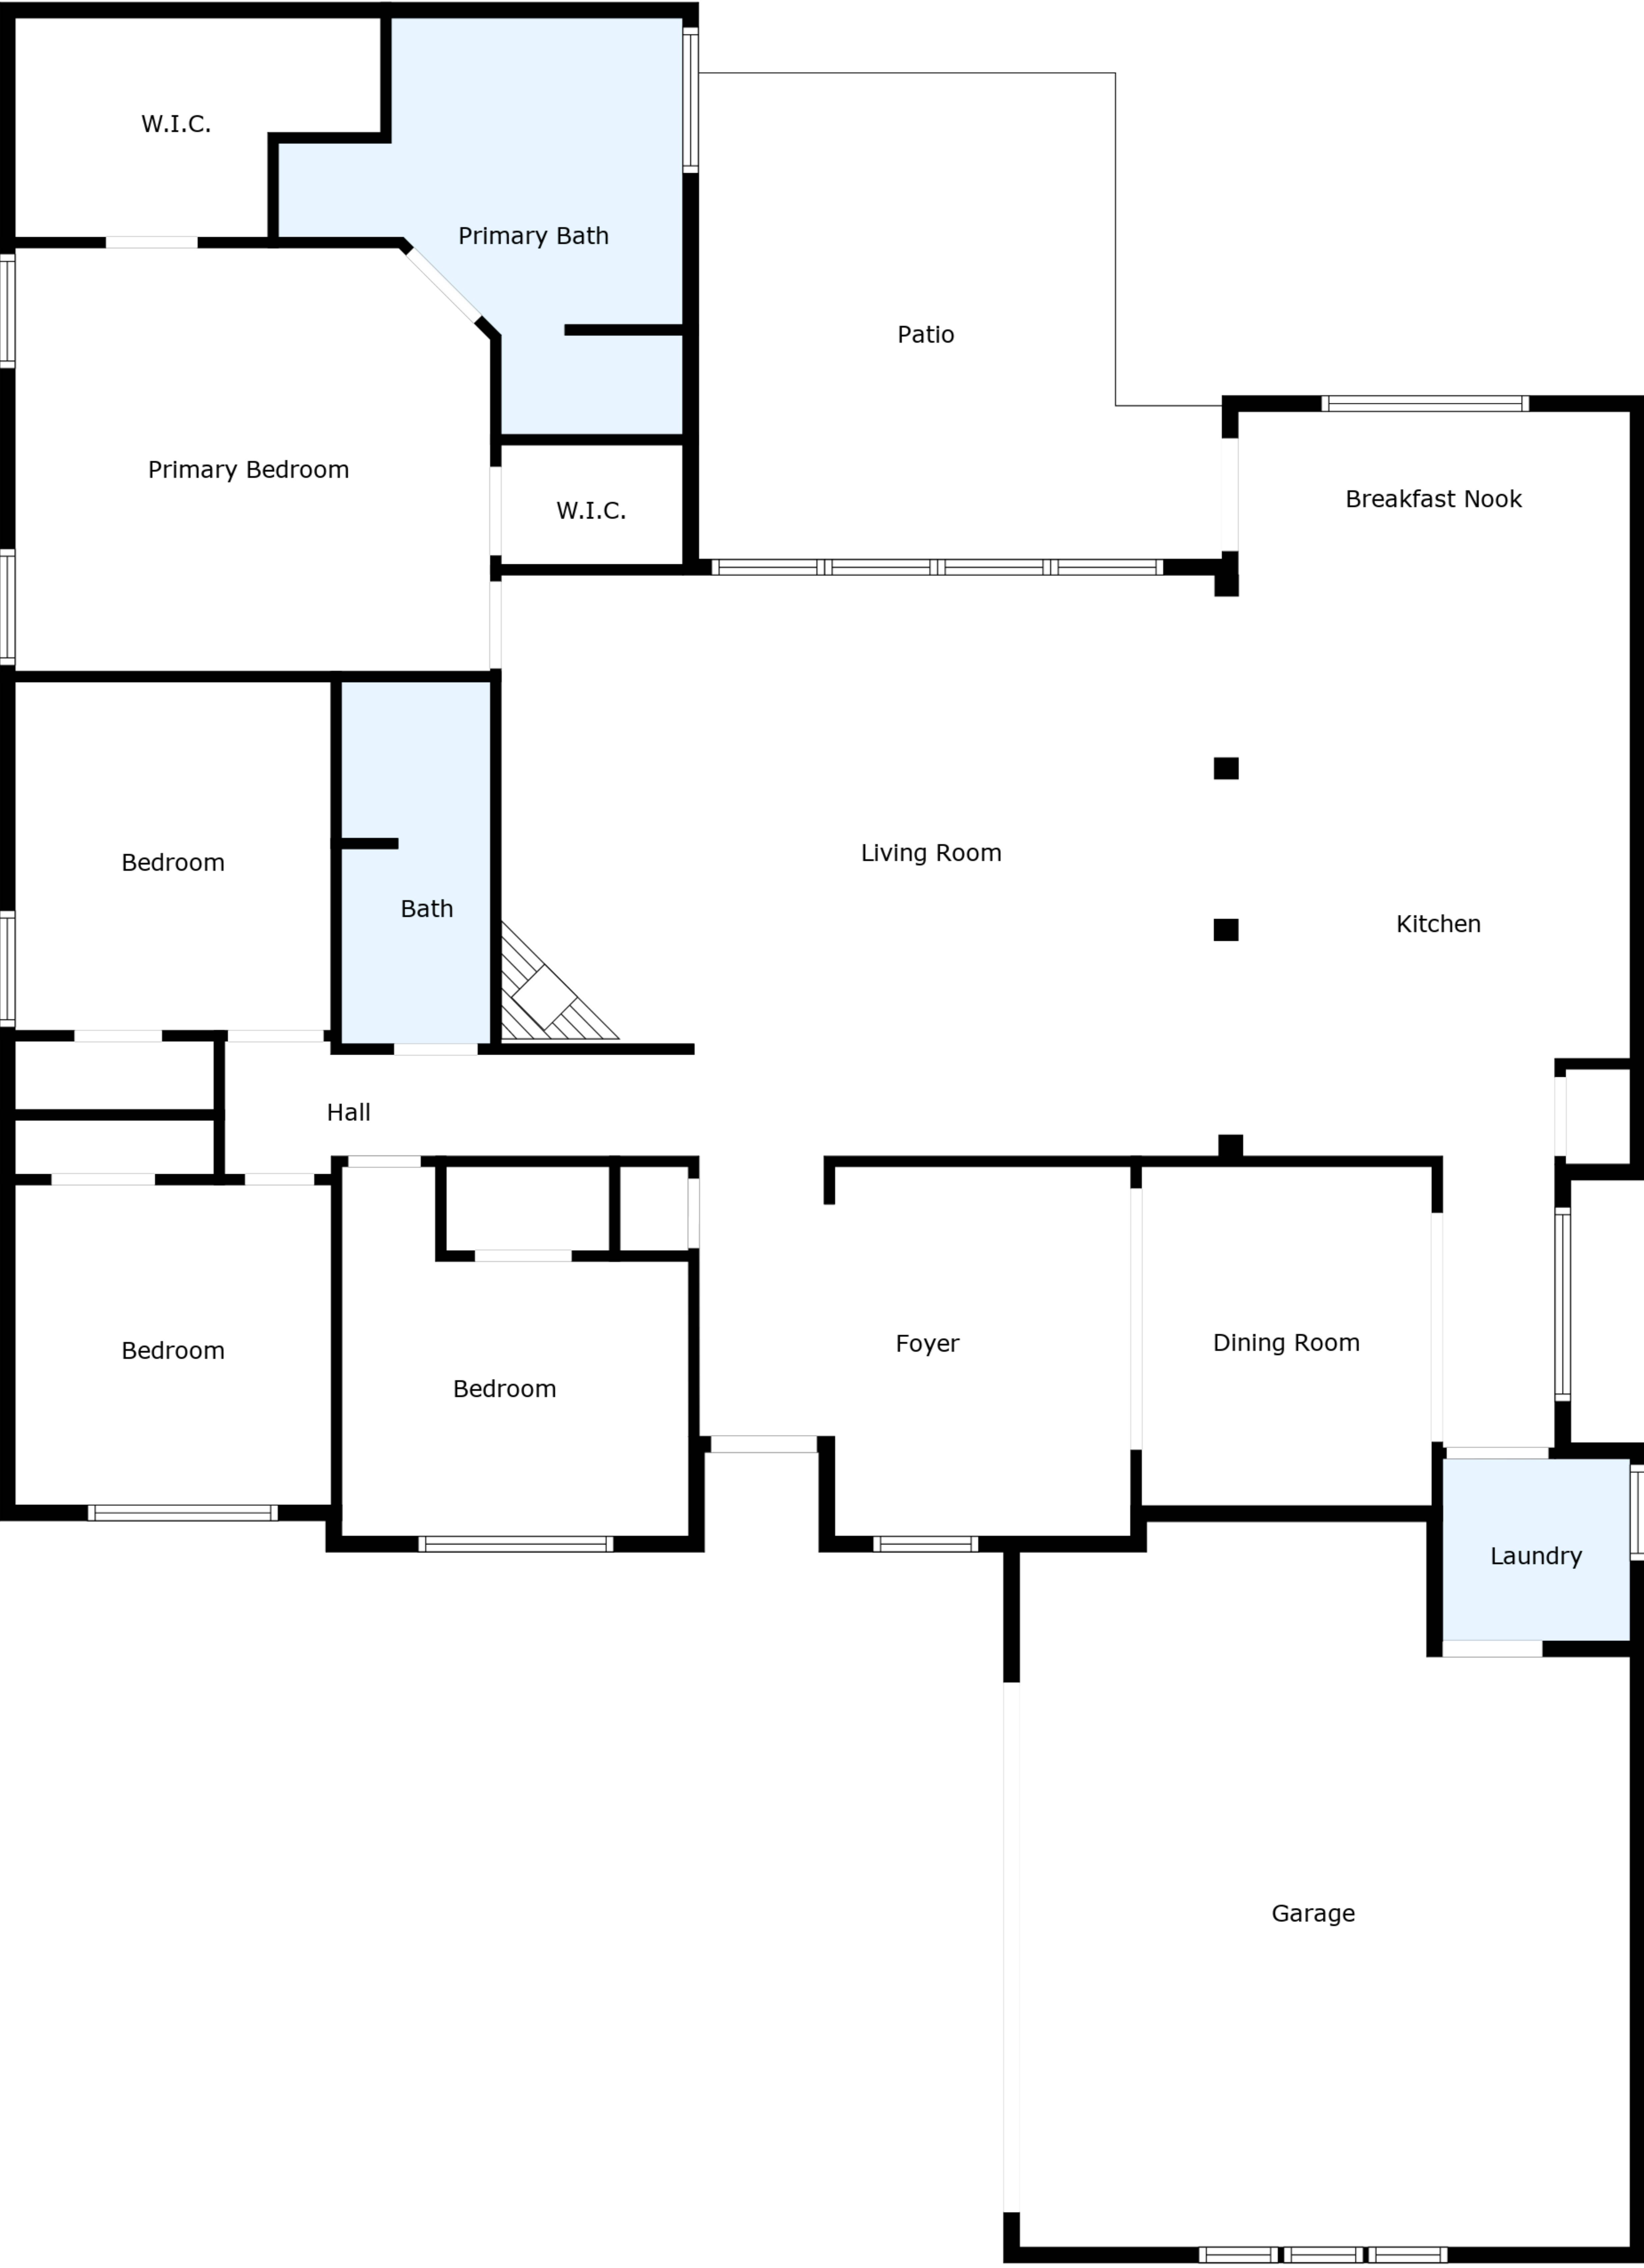 W.I.C.
Primary Bath
Patio
Primary Bedroom
W.I.C.
Breakfast Nook
Living Room
Bedroom
Bath
Kitchen
Hall
Foyer
Dining Room
Bedroom
Bedroom
Laundry
Garage